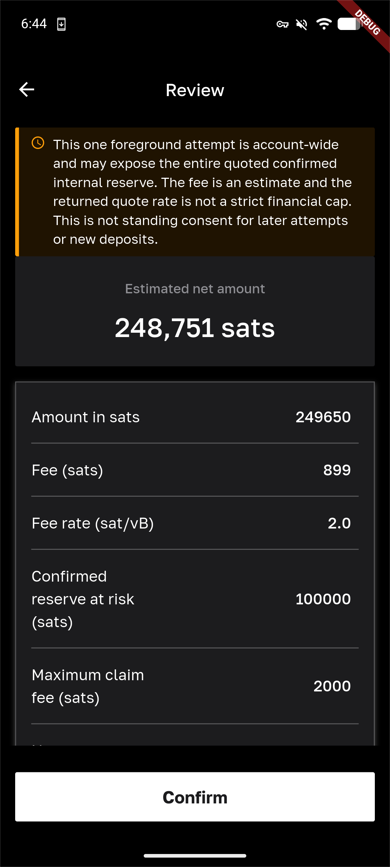 6:44
DEBUG
Review
This one foreground attempt is account-wide
and may expose the entire quoted confirmed
internal reserve. The fee is an estimate and the
returned quote rate is not a strict financial cap.
This is not standing consent for later attempts
or new deposits.
Estimated net amount
248,751 sats
Amount in sats 249650
Fee (sats) 899
Fee rate (sat/vB) 2.0
Confirmed
reserve at risk 100000
(sats)
Maximum claim
fee (sats) 2000
Confirm